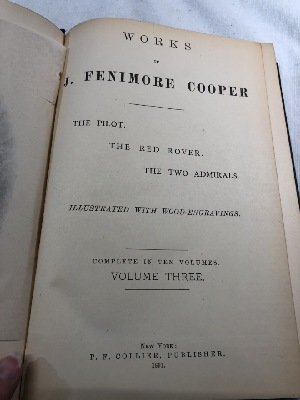 WORKS
OF
J. FENIMORE COOPER
THE PILOT.
THE RED ROVER.
THE TWO ADMIRALS.
ILLUSTRATED WITH WOOD-ENGRAVINGS.
COMPLETE IN TEN VOLUMES.
VOLUME THREE.
NEW YORK:
P. F. COLLIER, PUBLISHER.
1891.